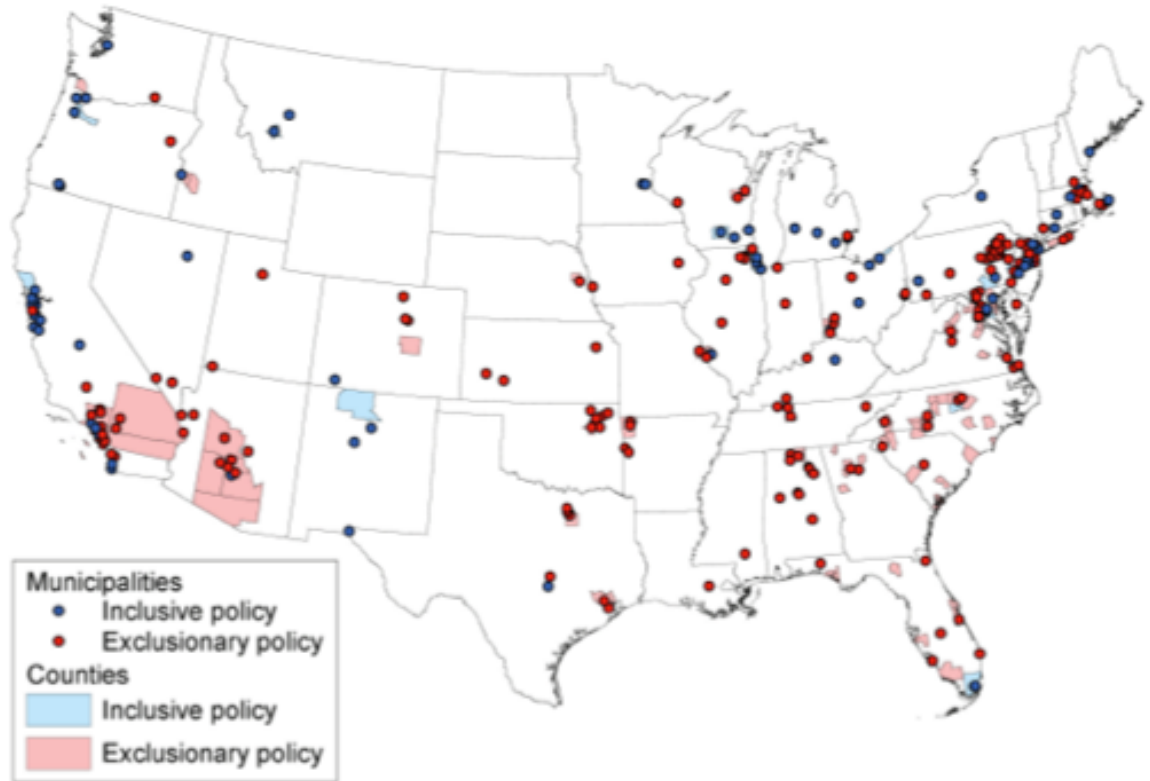 Municipalities
Inclusive policy
Exclusionary policy
Counties
Inclusive policy
Exclusionary policy